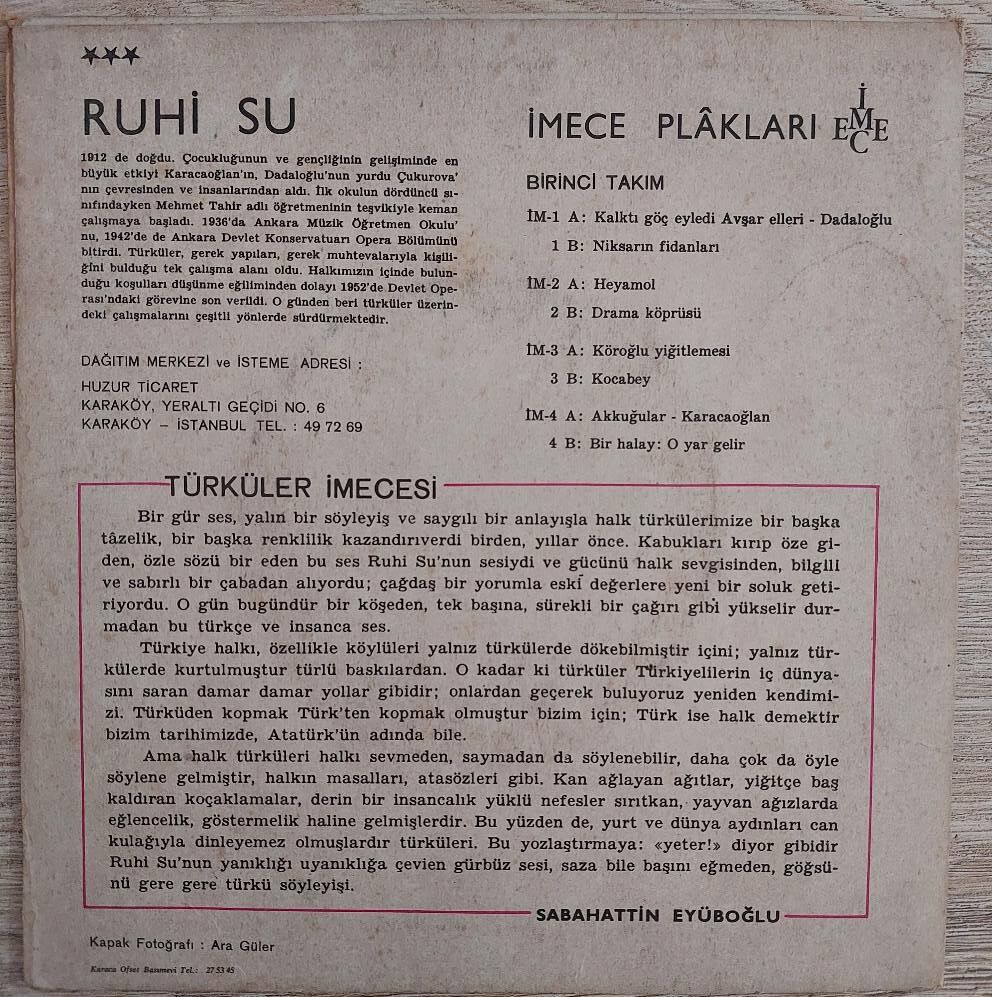 RUHİ SU
1912 de doğdu. Çocukluğunun ve gençliğinin gelişiminde en
büyük etkiyi Karacaoğlan'ın, Dadaloğlu'nun yurdu Çukurova'
nın çevresinden ve insanlarından aldı. İlk okulun dördüncü sı-
nıfındayken Mehmet Tahir adlı öğretmeninin teşvikiyle keman
çalışmaya başladı. 1936'da Ankara Müzik Öğretmen Okulu'
nu, 1942'de de Ankara Devlet Konservatuarı Opera Bölümünü
bitirdi. Türküler, gerek yapıları, gerek muhtevalarıyla kişili-
ğini bulduğu tek çalışma alanı oldu. Halkımızın içinde bulun-
duğu koşulları düşünme eğiliminden dolayı 1952'de Devlet Ope-
rası'ndaki görevine son verildi. O günden beri türküler üzerin-
deki çalışmalarını çeşitli yönlerde sürdürmektedir.
DAĞITIM MERKEZİ ve İSTEME ADRESİ :
HUZUR TİCARET
KARAKÖY, YERALTI GEÇİDİ NO. 6
KARAKÖY – İSTANBUL TEL. : 49 72 69
İMECE PLÂKLARI İMECE
BİRİNCİ TAKIM
İM-1 A: Kalktı göç eyledi Avşar elleri - Dadaloğlu
1 B: Niksarın fidanları
İM-2 A: Heyamol
2 B: Drama köprüsü
İM-3 A: Köroğlu yiğitlemesi
3 B: Kocabey
İM-4 A: Akkuğular - Karacaoğlan
4 B: Bir halay: O yar gelir
TÜRKÜLER İMECESİ
Bir gür ses, yalın bir söyleyiş ve saygılı bir anlayışla halk türkülerimize bir başka
tâzelik, bir başka renklilik kazandırıverdi birden, yıllar önce. Kabukları kırıp öze gi-
den, özle sözü bir eden bu ses Ruhi Su'nun sesiydi ve gücünü halk sevgisinden, bilgili
ve sabırlı bir çabadan alıyordu; çağdaş bir yorumla eski değerlere yeni bir soluk geti-
riyordu. O gün bugündür bir köşeden, tek başına, sürekli bir çağırı gibi yükselir dur-
madan bu türkçe ve insanca ses.
Türkiye halkı, özellikle köylüleri yalnız türkülerde dökebilmiştir içini; yalnız tür-
külerde kurtulmuştur türlü baskılardan. O kadar ki türküler Türkiyelilerin iç dünya-
sını saran damar damar yollar gibidir; onlardan geçerek buluyoruz yeniden kendimi-
zi. Türküden kopmak Türk'ten kopmak olmuştur bizim için; Türk ise halk demektir
bizim tarihimizde, Atatürk'ün adında bile.
Ama halk türküleri halkı sevmeden, saymadan da söylenebilir, daha çok da öyle
söylene gelmiştir, halkın masalları, atasözleri gibi. Kan ağlayan ağıtlar, yiğitçe baş
kaldıran koçaklamalar, derin bir insancalık yüklü nefesler sırıtkan, yayvan ağızlarda
eğlencelik, göstermelik haline gelmişlerdir. Bu yüzden de, yurt ve dünya aydınları can
kulağıyla dinleyemez olmuşlardır türküleri. Bu yozlaştırmaya: «yeter!» diyor gibidir
Ruhi Su'nun yanıklığı uyanıklığa çevien gürbüz sesi, saza bile başını eğmeden, göğsü-
nü gere gere türkü söyleyişi.
SABAHATTİN EYÜBOĞLU
Kapak Fotoğrafı : Ara Güler
Karaca Ofset Basımevi Tel.: 27 53 45